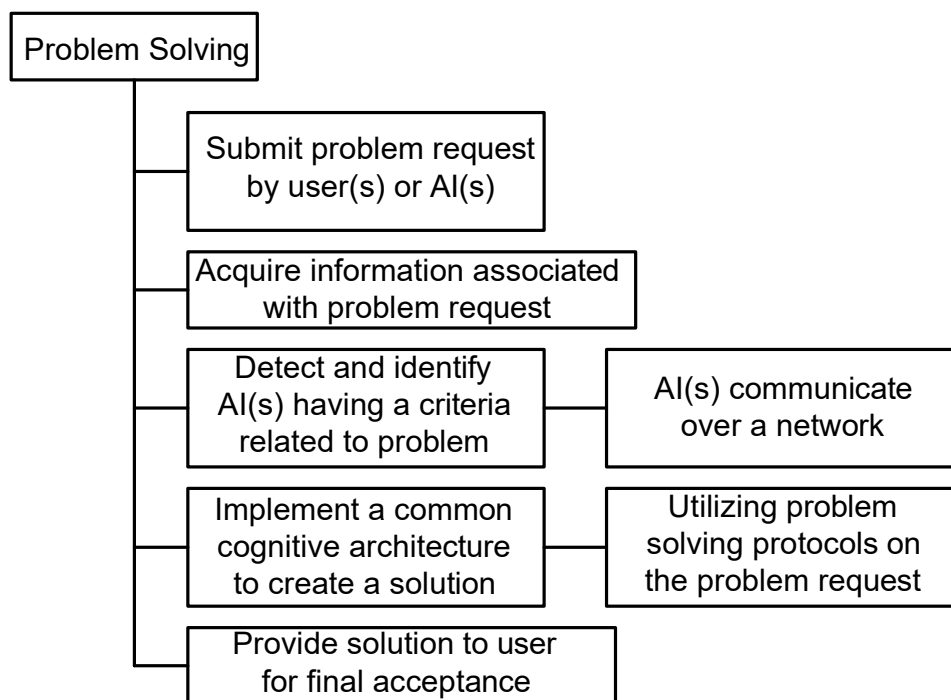 Problem Solving
Submit problem request
by user(s) or AI(s)
Acquire information associated
with problem request
Detect and identify
AI(s) having a criteria
related to problem
AI(s) communicate
over a network
Implement a common
cognitive architecture
to create a solution
Utilizing problem
solving protocols on
the problem request
Provide solution to user
for final acceptance